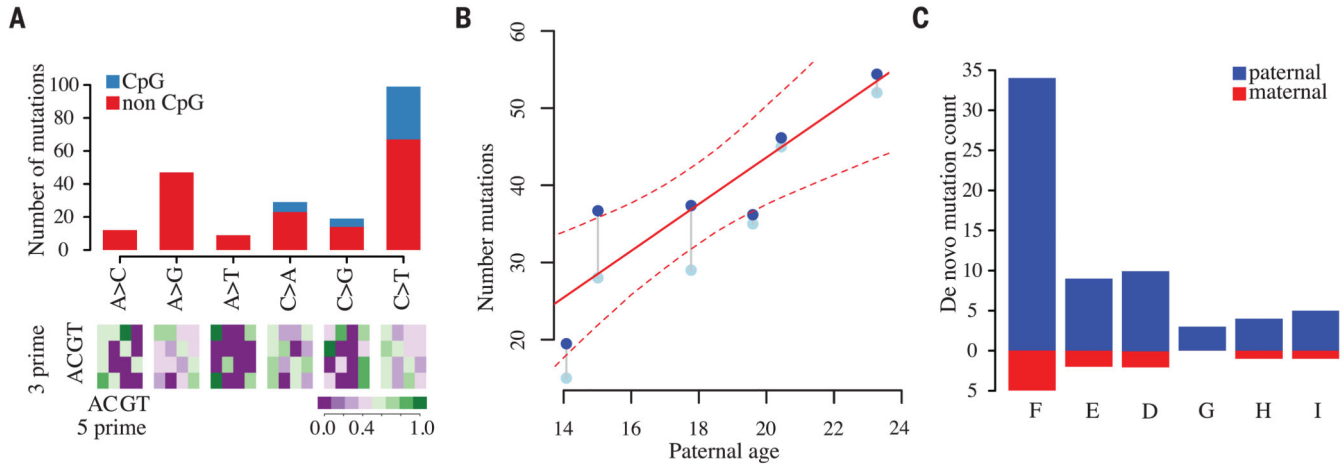 A
Number of mutations
100
80
60
40
20
0
CpG
non CpG
A>C
A>G
A>T
C>A
C>G
C>T
3 prime
ACGT
ACGT
5 prime
0.0 0.4 1.0
B
Number mutations
60
50
40
30
20
14 16 18 20 22 24
Paternal age
C
De novo mutation count
35
30
25
20
15
10
5
0
5
paternal
maternal
F E D G H I